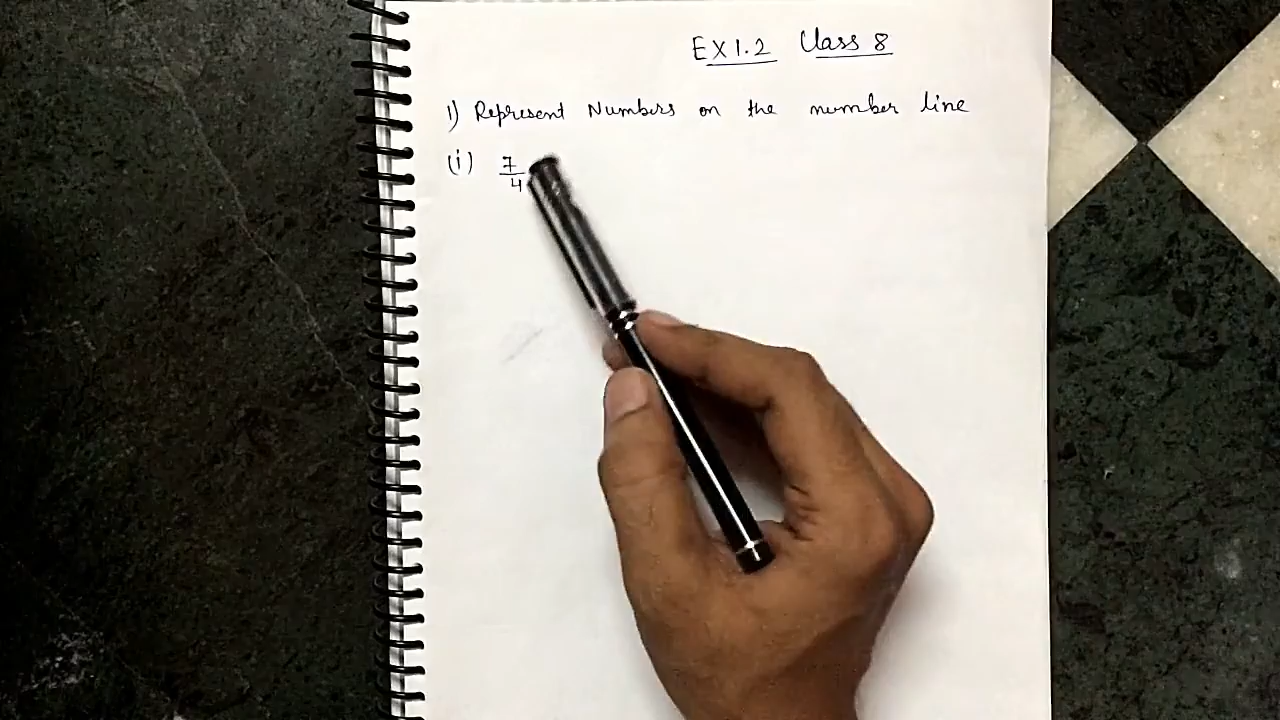 EX 1.2 Class 8
1) Represent Numbers on the number line
(i) 7/4